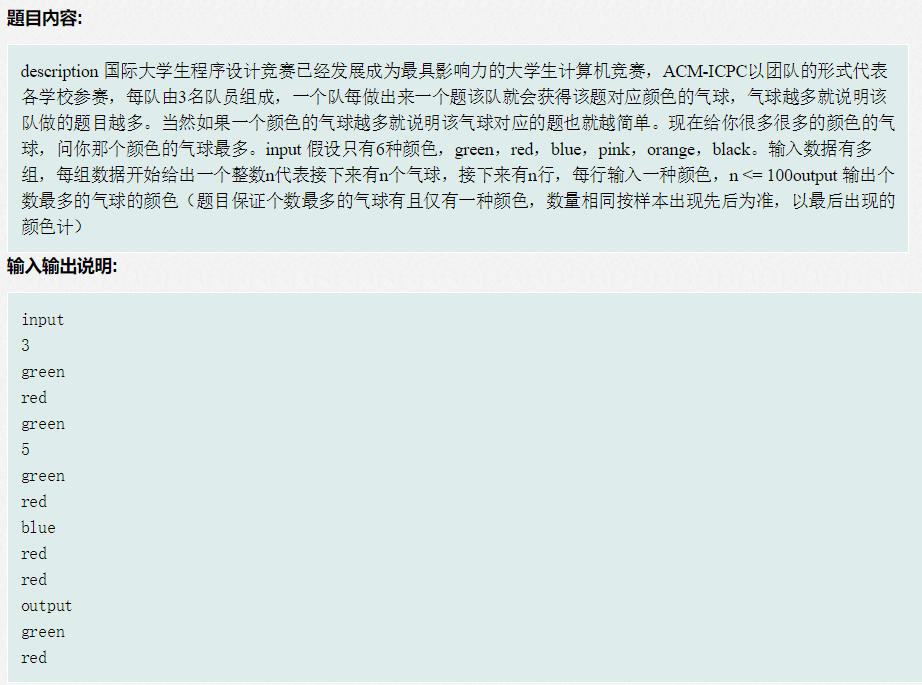 题目内容:
description 国际大学生程序设计竞赛已经发展成为最具影响力的大学生计算机竞赛，ACM-ICPC以团队的形式代表
各学校参赛，每队由3名队员组成，一个队每做出来一个题该队就会获得该题对应颜色的气球，气球越多就说明该
队做的题目越多。当然如果一个颜色的气球越多就说明该气球对应的题也就越简单。现在给你很多很多的颜色的气
球，问你那个颜色的气球最多。input 假设只有6种颜色，green，red，blue，pink，orange，black。输入数据有多
组，每组数据开始给出一个整数n代表接下来有n个气球，接下来有n行，每行输入一种颜色，n <= 100output 输出个
数最多的气球的颜色（题目保证个数最多的气球有且仅有一种颜色，数量相同按样本出现先后为准，以最后出现的
颜色计）
输入输出说明:
input
3
green
red
green
5
green
red
blue
red
red
output
green
red